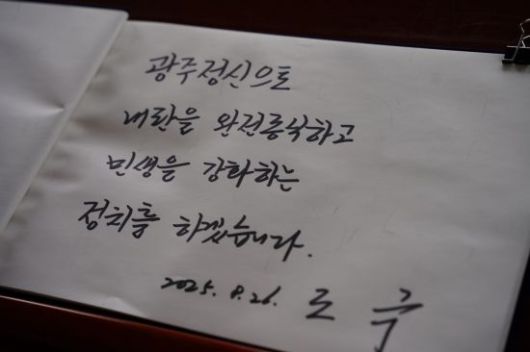 광주정신으로
내란을 완전종식하고
민생을 강화하는
정치를 하겠습니다.
2025. 8.26. 조 국